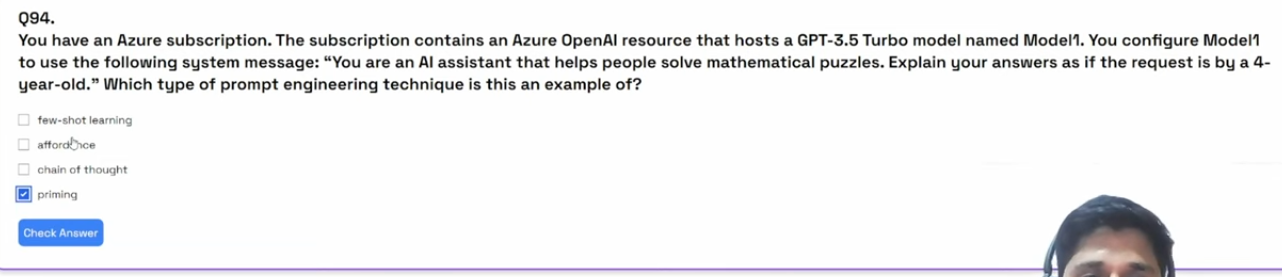 Q94.
You have an Azure subscription. The subscription contains an Azure OpenAI resource that hosts a GPT-3.5 Turbo model named Model1. You configure Model1
to use the following system message: “You are an AI assistant that helps people solve mathematical puzzles. Explain your answers as if the request is by a 4-
year-old.” Which type of prompt engineering technique is this an example of?
few-shot learning
affordance
chain of thought
priming
Check Answer